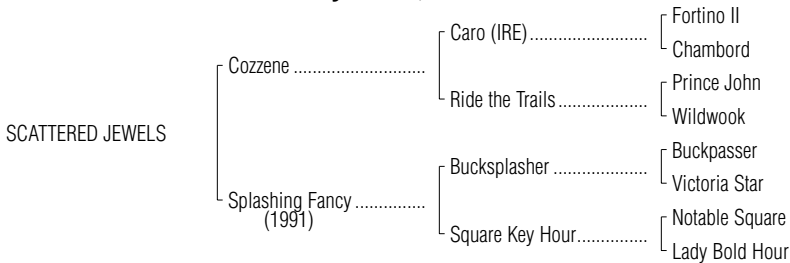 Fortino II
Caro (IRE)
Chambord
Cozzene
Prince John
Ride the Trails
Wildwook
SCATTERED JEWELS
Buckpasser
Bucksplasher
Victoria Star
Splashing Fancy
(1991)
Notable Square
Square Key Hour
Lady Bold Hour